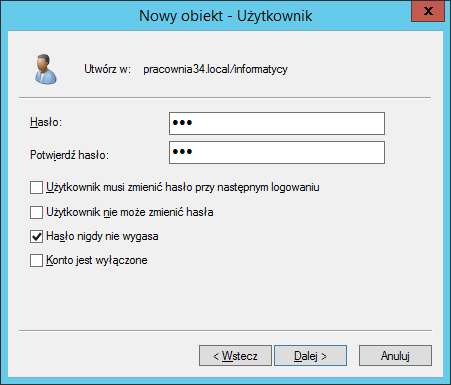 Nowy obiekt - Użytkownik
x
Utwórz w: pracownia34.local/informatycy
Hasło: •••
Potwierdź hasło: •••
Użytkownik musi zmienić hasło przy następnym logowaniu
Użytkownik nie może zmienić hasła
Hasło nigdy nie wygasa
Konto jest wyłączone
< Wstecz Dalej > Anuluj